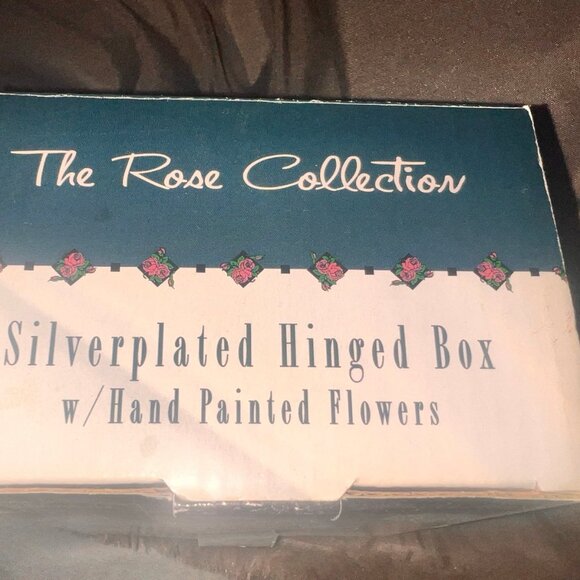 The Rose Collection
Silverplated Hinged Box
w/Hand Painted Flowers